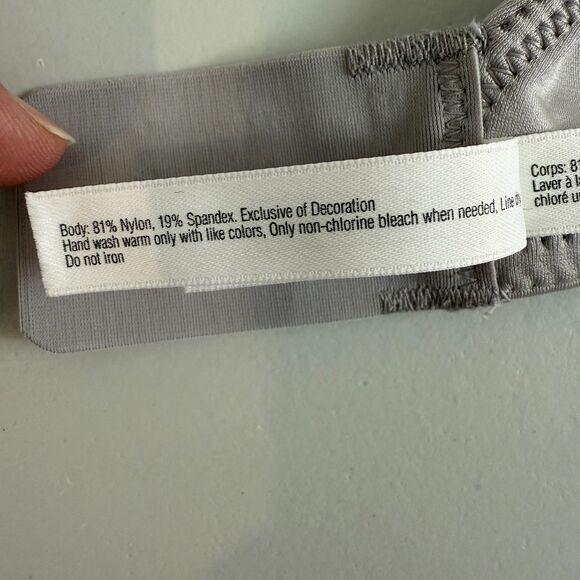 Body: 81% Nylon, 19% Spandex. Exclusive of Decoration
Hand wash warm only with like colors, Only non-chlorine bleach when needed, Line
Do not iron
Corps: 81
Laver à la
chloré